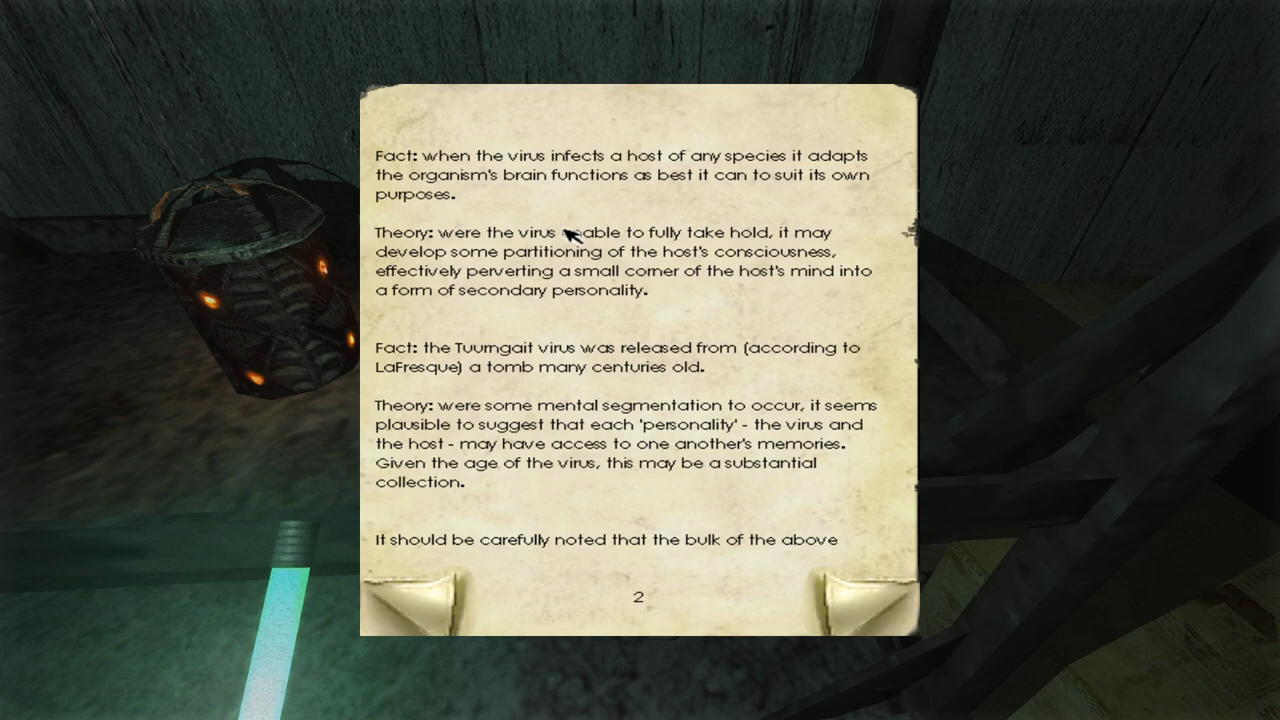 Fact: when the virus infects a host of any species it adapts
the organism's brain functions as best it can to suit its own
purposes.
Theory: were the virus unable to fully take hold, it may
develop some partitioning of the host's consciousness,
effectively perverting a small corner of the host's mind into
a form of secondary personality.
Fact: the Tuurngait virus was released from (according to
LaFresque) a tomb many centuries old.
Theory: were some mental segmentation to occur, it seems
plausible to suggest that each 'personality' - the virus and
the host - may have access to one another's memories.
Given the age of the virus, this may be a substantial
collection.
It should be carefully noted that the bulk of the above
2